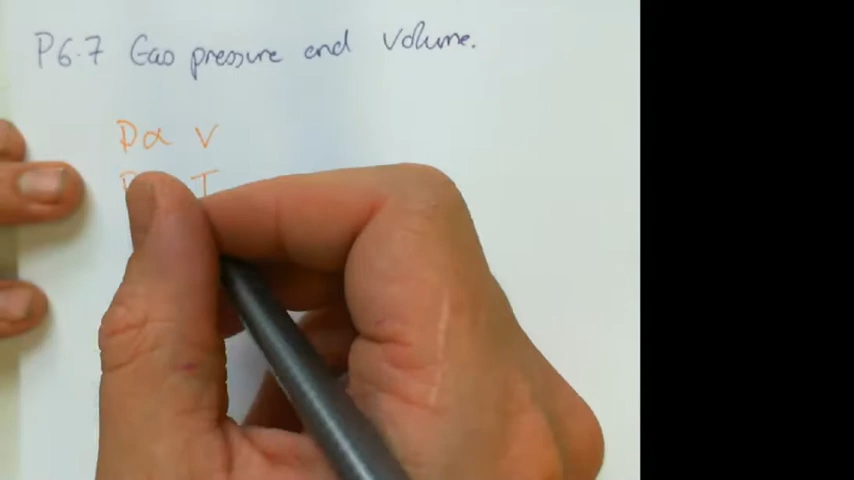 P6.7 Gas pressure and volume.
P α V
P T